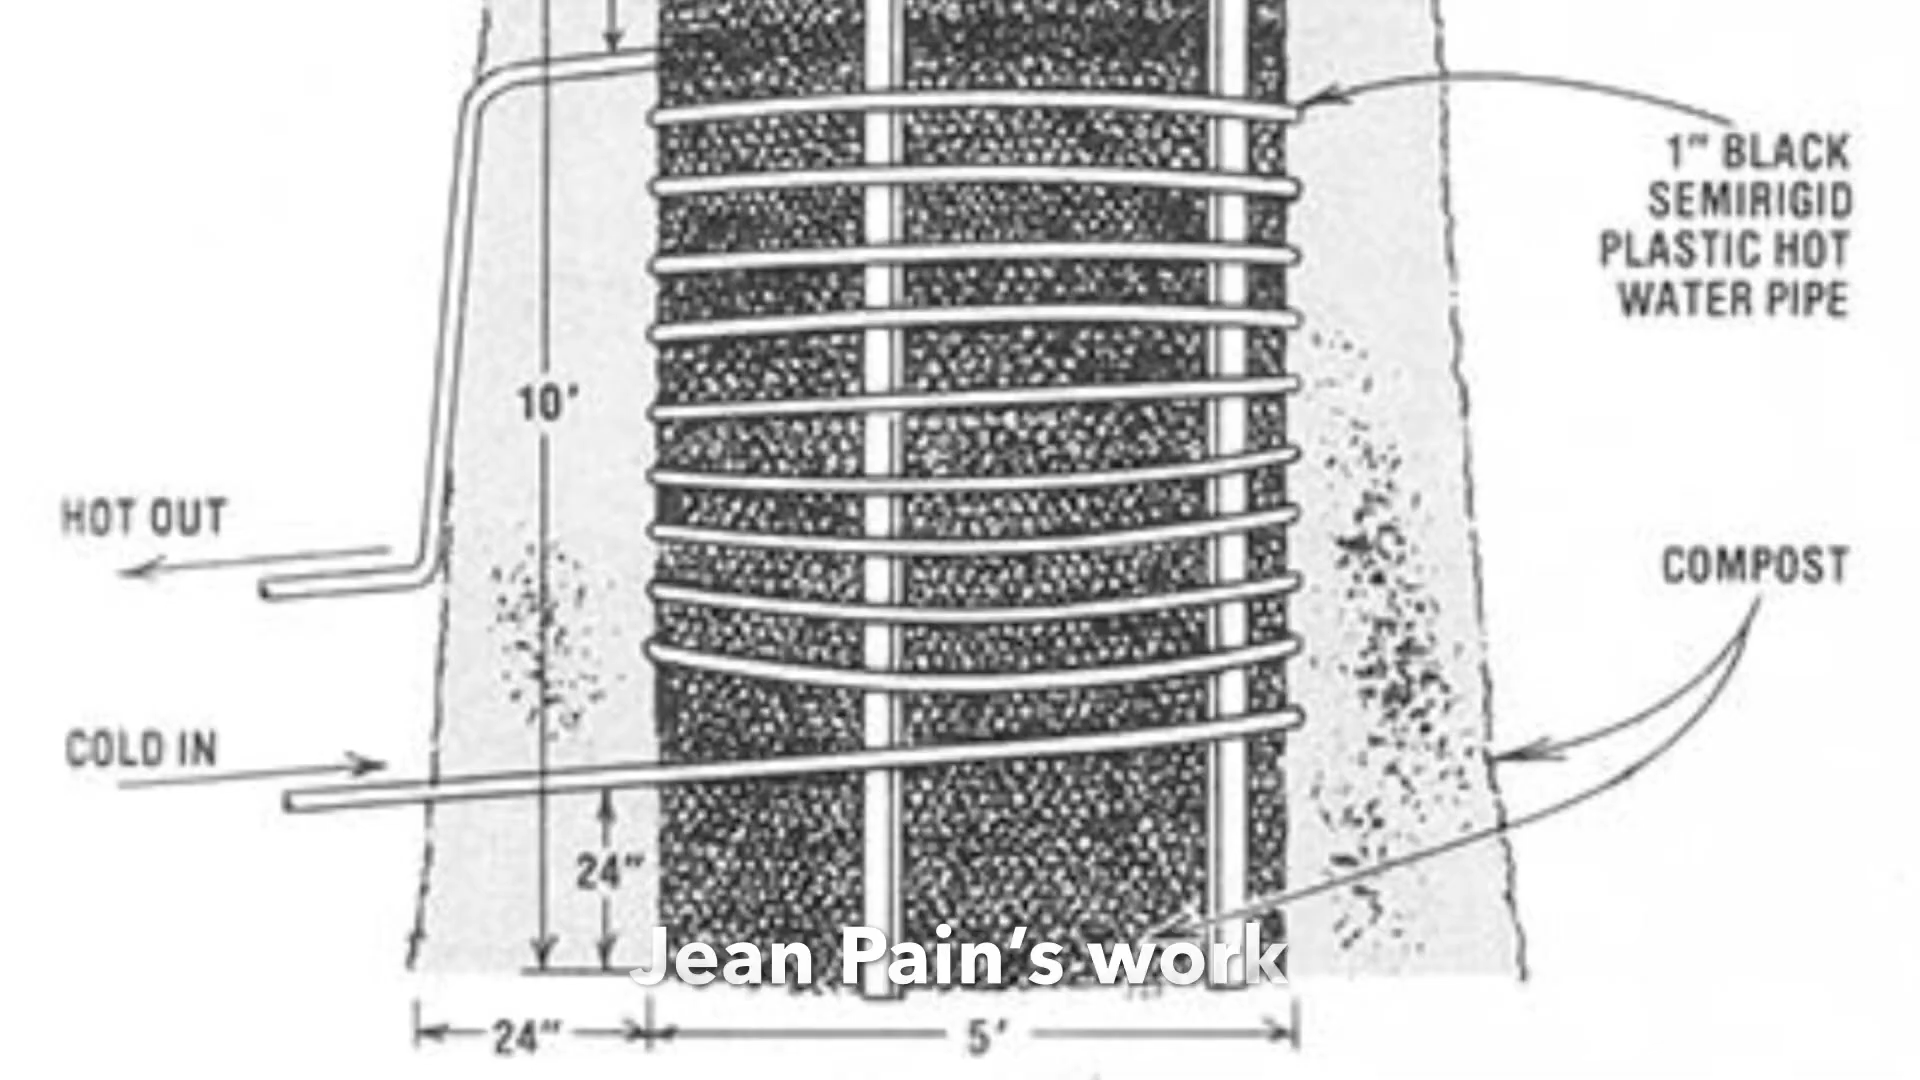 1" BLACK
SEMIRIGID
PLASTIC HOT
WATER PIPE
10'
HOT OUT
COMPOST
COLD IN
24"
Jean Pain's work
24"
5'